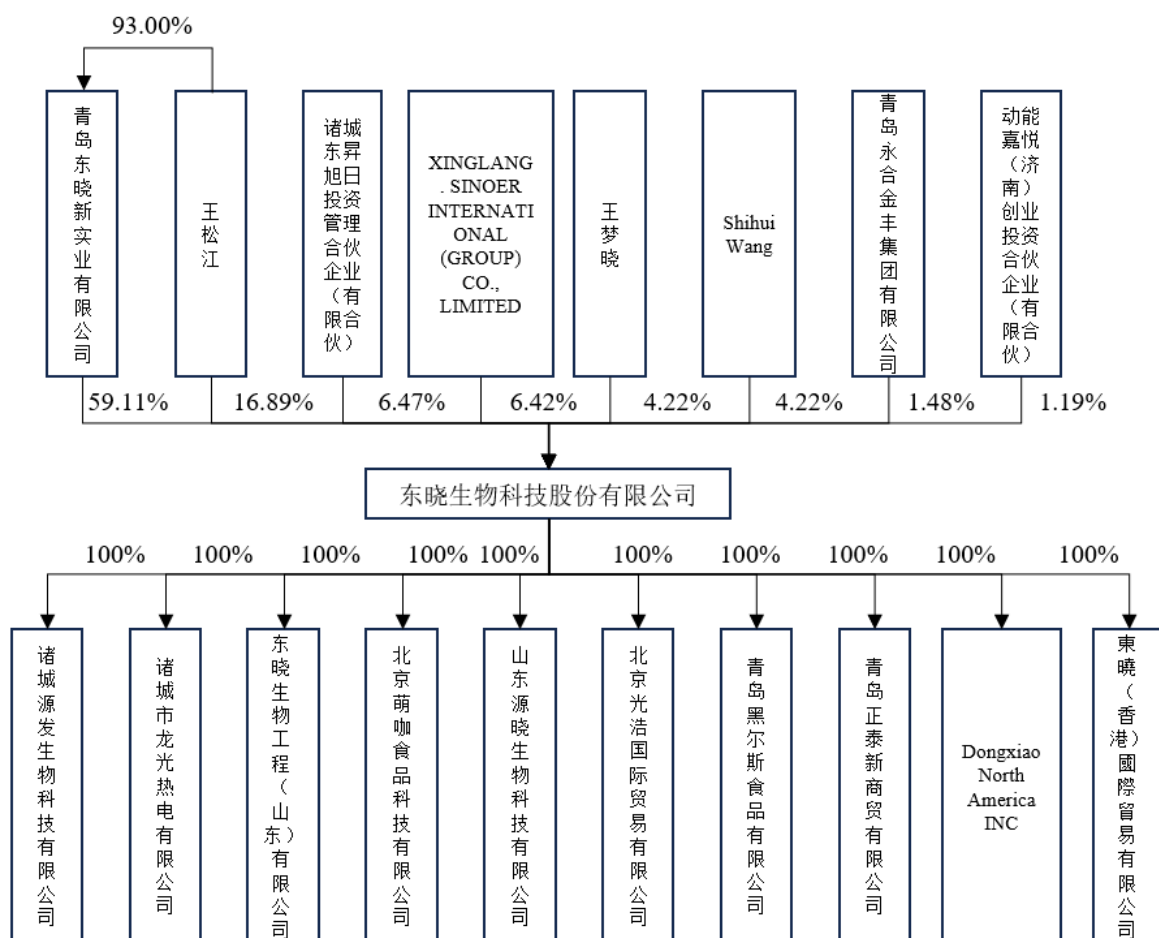 93.00%
青岛东晓新实业有限公司
王松江
诸城东昇旭日投资管理合伙企业（有限合伙）
XINGLANG
. SINOER
INTERNATI
ONAL
(GROUP)
CO.,
LIMITED
王梦晓
Shihui
Wang
青岛永合金丰集团有限公司
动能嘉悦（济南）创业投资合伙企业（有限合伙）
59.11%
16.89%
6.47%
6.42%
4.22%
4.22%
1.48%
1.19%
东晓生物科技股份有限公司
100%
100%
100%
100%
100%
100%
100%
100%
100%
100%
诸城源发生物科技有限公司
诸城市龙光热电有限公司
东晓生物工程（山东）有限公司
北京萌咖食品科技有限公司
山东源晓生物科技有限公司
北京光浩国际贸易有限公司
青岛黑尔斯食品有限公司
青岛正泰新商贸有限公司
Dongxiao
North
America
INC
東曉（香港）國際貿易有限公司